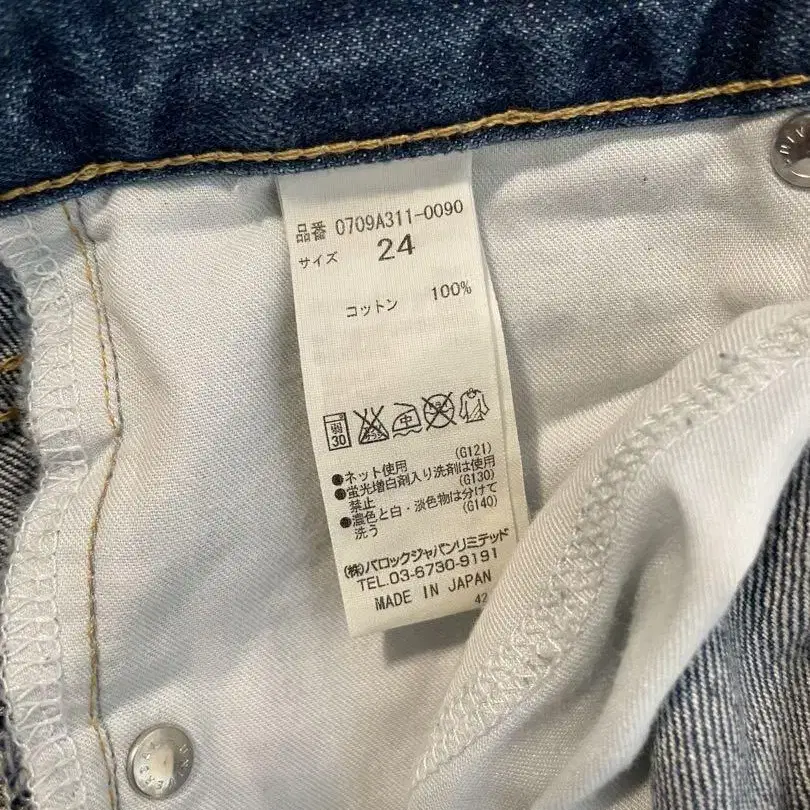 品番 0709A311-0090
サイズ 24
コットン 100%
弱 30 中
●ネット使用 (G121)
●蛍光増白剤入り洗剤は使用
禁止 (G130)
●濃色と白・淡色物は分けて
洗う (G140)
(株)バロックジャパンリミテッド
TEL.03-6730-9191
MADE IN JAPAN
42